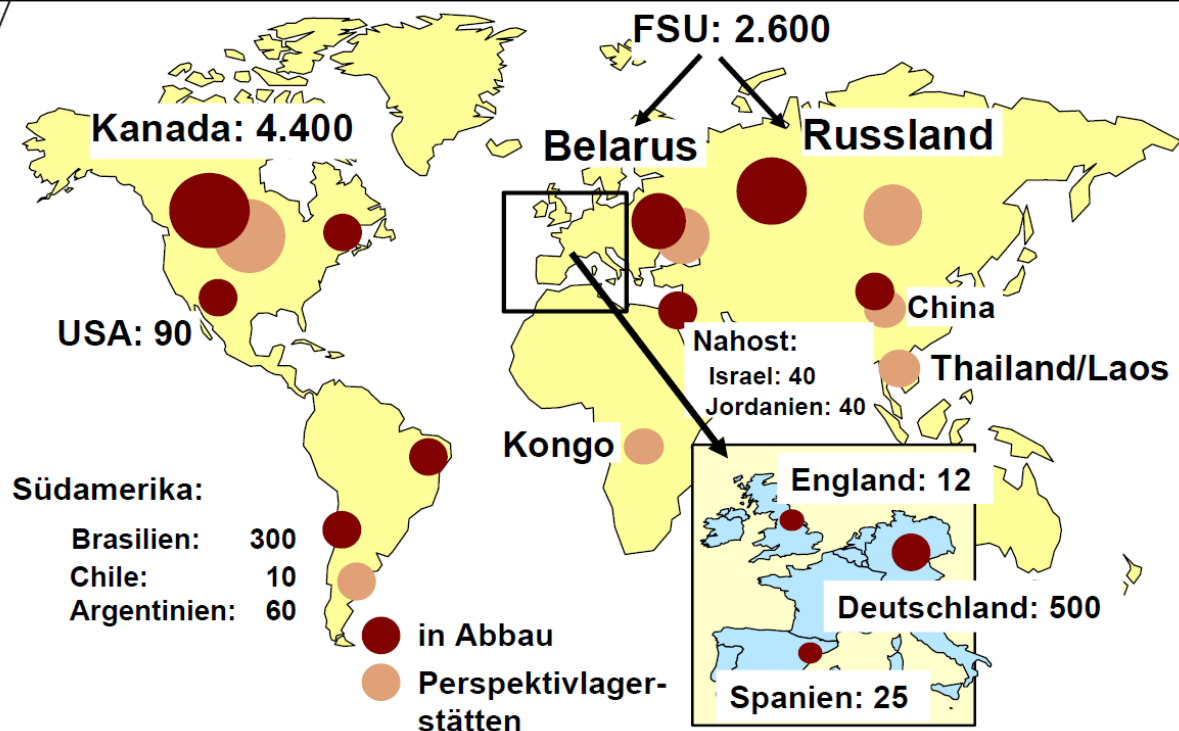 FSU: 2.600
Kanada: 4.400
Belarus
Russland
USA: 90
China
Nahost:
Israel: 40
Jordanien: 40
Thailand/Laos
Kongo
Südamerika:
Brasilien: 300
Chile: 10
Argentinien: 60
England: 12
Deutschland: 500
Spanien: 25
in Abbau
Perspektivlager-
stätten